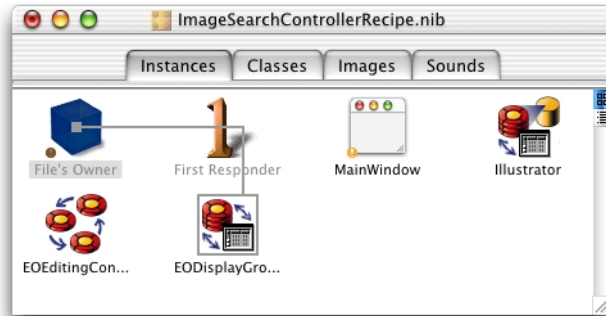 ImageSearchControllerRecipe.nib
Instances Classes Images Sounds
File's Owner First Responder MainWindow Illustrator
EOEditingCon... EODisplayGro...